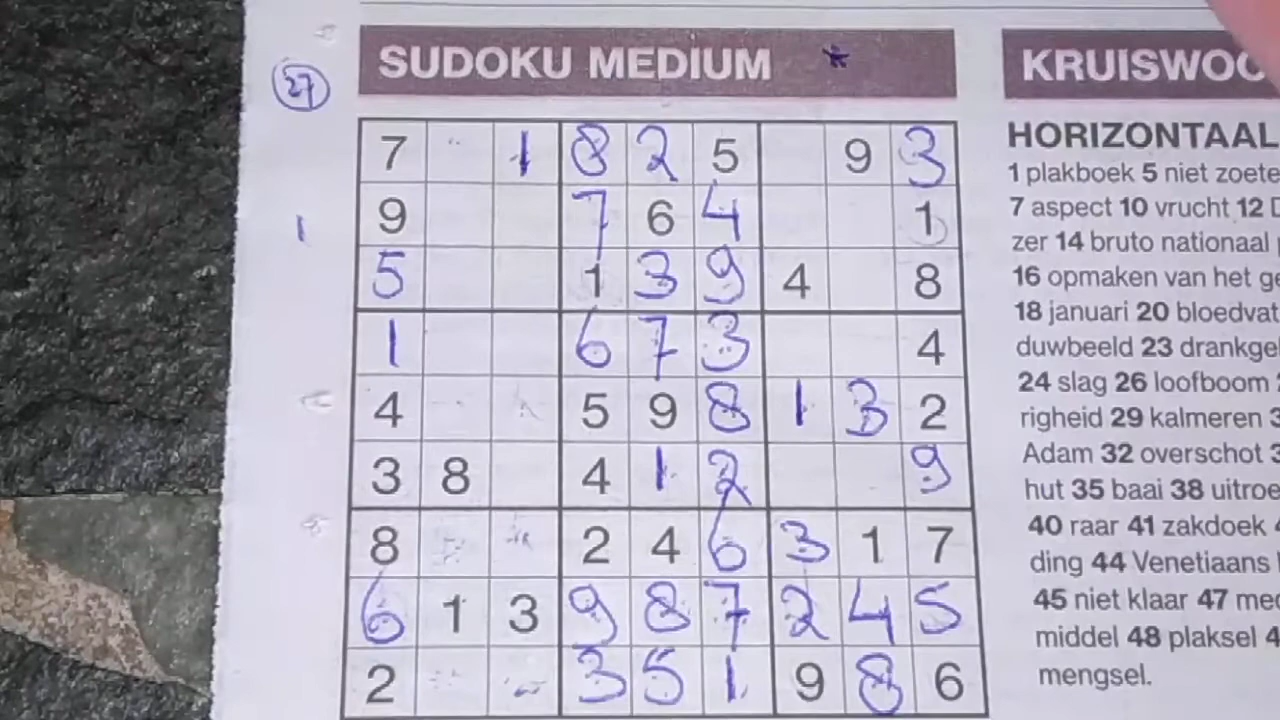 SUDOKU MEDIUM *
27
7 1 8 2 5 9 3
9 7 6 4 1
1
5 1 3 9 4 8
1 6 7 3 4
4 5 9 8 1 3 2
3 8 4 1 2 9
8 2 4 6 3 1 7
6 1 3 9 8 7 2 4 5
2 3 5 1 9 8 6
KRUISWOO
HORIZONTAAL
1 plakboek 5 niet zoete
7 aspect 10 vrucht 12
zer 14 bruto nationaal
16 opmaken van het ge
18 januari 20 bloedvat
duwbeeld 23 drankgel
24 slag 26 loofboom
righeid 29 kalmeren 3
Adam 32 overschot 3
hut 35 baai 38 uitroe
40 raar 41 zakdoek
ding 44 Venetiaans
45 niet klaar 47 med
middel 48 plaksel 4
mengsel.